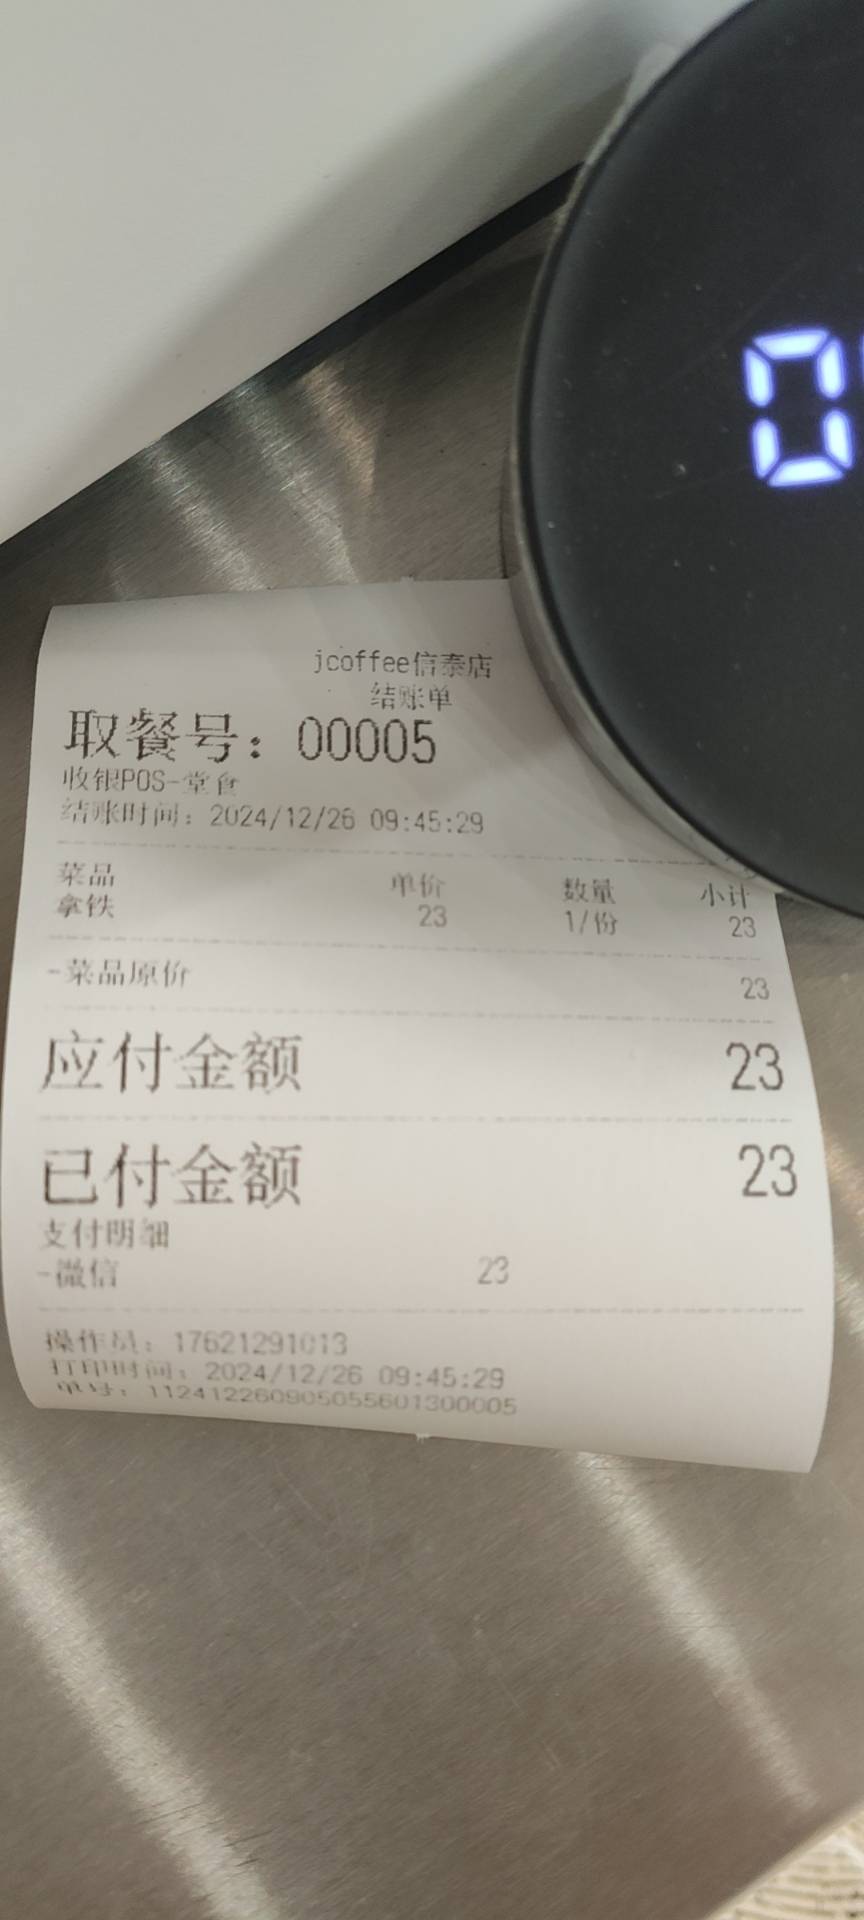 0
jcoffee信泰店
结账单
取餐号：00005
收银POS-堂食
结账时间：2024/12/26 09:45:29
菜品 单价 数量 小计
拿铁 23 1/份 23
-菜品原价 23
应付金额 23
已付金额 23
支付明细
-微信 23
操作员：17621291013
打印时间：2024/12/26 09:45:29
单号：11241226090505560130​0005